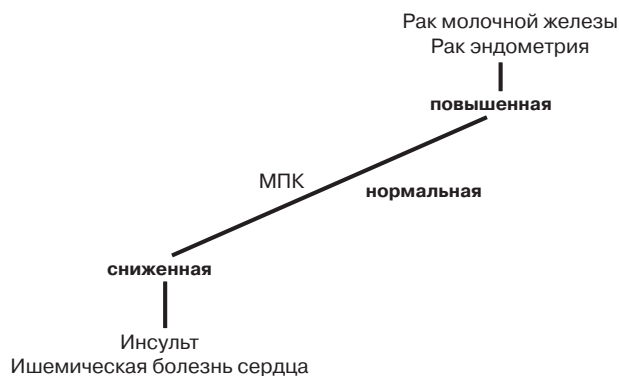 Рак молочной железы
Рак эндометрия
повышенная
МПК
нормальная
сниженная
Инсульт
Ишемическая болезнь сердца